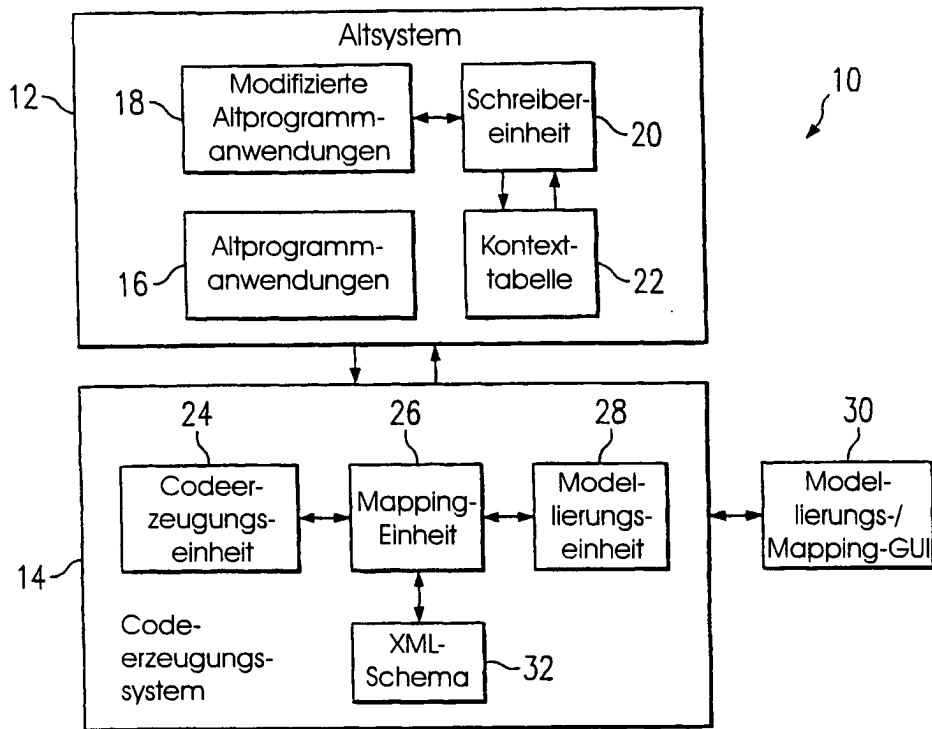 Altsystem
12
18
Modifizierte
Altprogramm-
anwendungen
Schreiber-
einheit
20
10
16
Altprogramm-
anwendungen
Kontext-
tabelle
22
24
26
28
30
Codeer-
zeugungs-
einheit
Mapping-
Einheit
Model-
lierungs-
einheit
Model-
lierungs-/
Mapping-GUI
14
Code-
erzeugungs-
system
XML-
Schema
32